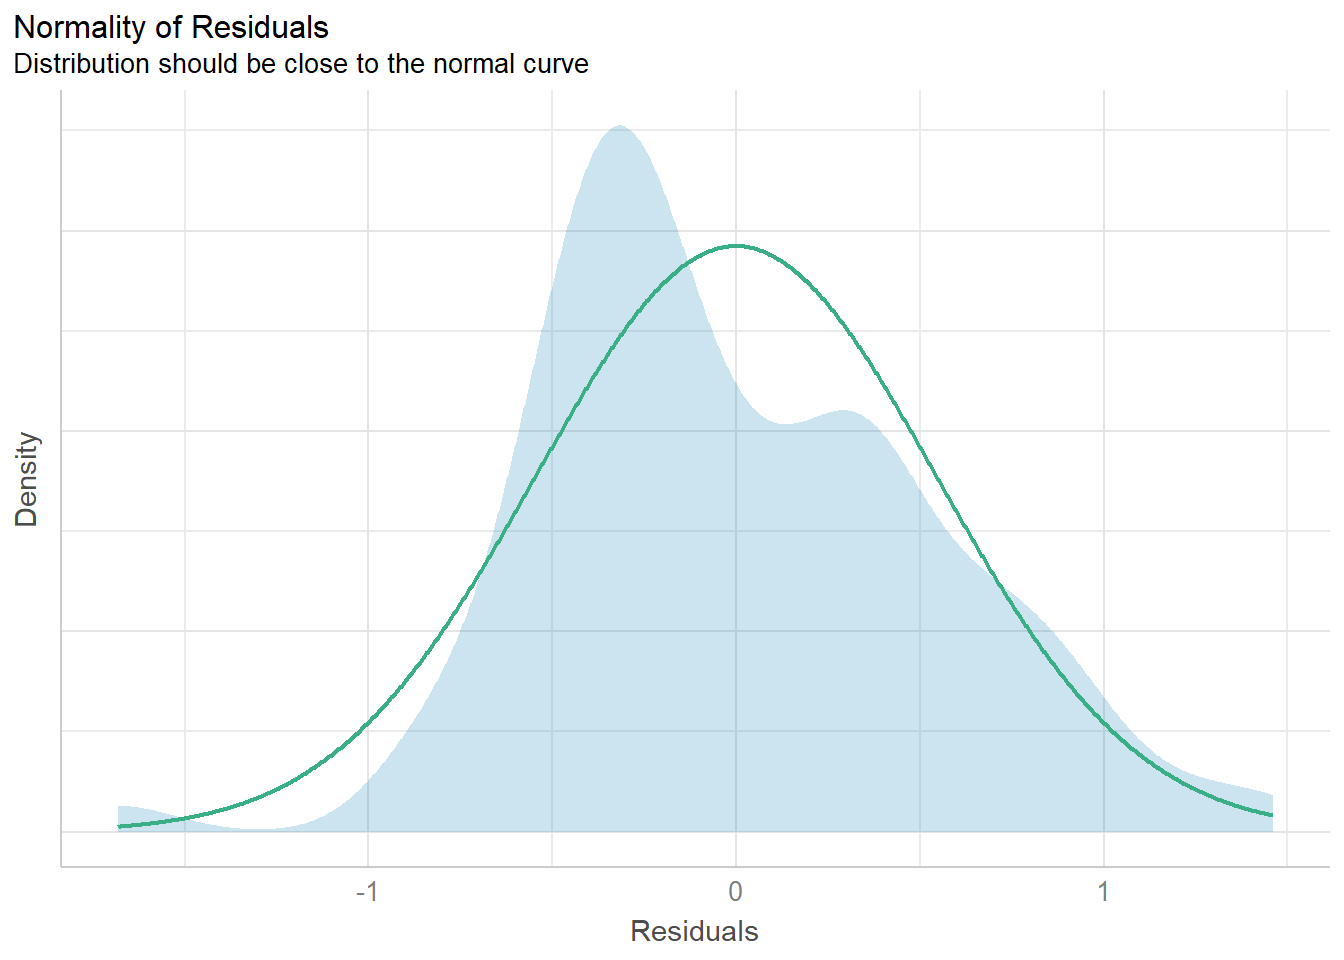 Normality of Residuals
Distribution should be close to the normal curve
Density
-1
0
1
Residuals